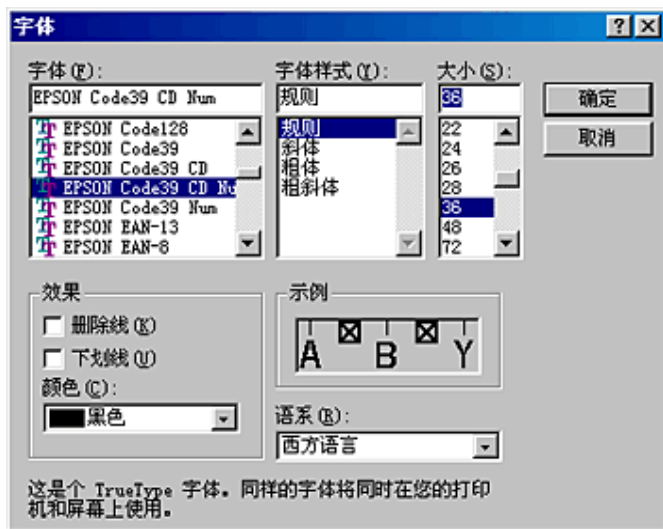 字体
字体(F):
EPSON Code39 CD Num
EPSON Code128
EPSON Code39
EPSON Code39 CD
EPSON Code39 CD Nu
EPSON Code39 Num
EPSON EAN-13
EPSON EAN-8
字体样式(Y):
规则
规则
斜体
粗体
粗斜体
大小(S):
36
22
24
26
28
36
48
72
确定
取消
效果
删除线(K)
下划线(U)
颜色(C):
黑色
示例
A B Y
语系(R):
西方语言
这是个 TrueType 字体。同样的字体将同时在您的打印
机和屏幕上使用。